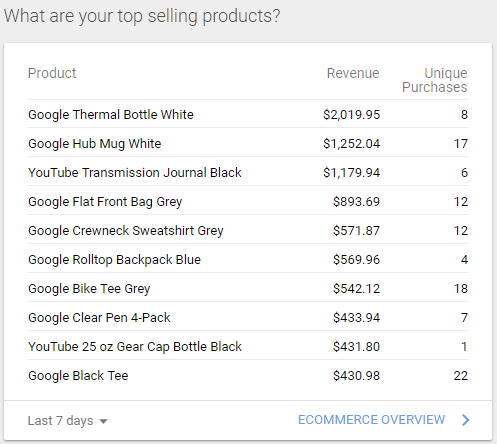 What are your top selling products?
Product Revenue Unique Purchases
Google Thermal Bottle White $2,019.95 8
Google Hub Mug White $1,252.04 17
YouTube Transmission Journal Black $1,179.94 6
Google Flat Front Bag Grey $893.69 12
Google Crewneck Sweatshirt Grey $571.87 12
Google Rolltop Backpack Blue $569.96 4
Google Bike Tee Grey $542.12 18
Google Clear Pen 4-Pack $433.94 7
YouTube 25 oz Gear Cap Bottle Black $431.80 1
Google Black Tee $430.98 22
Last 7 days ECOMMERCE OVERVIEW